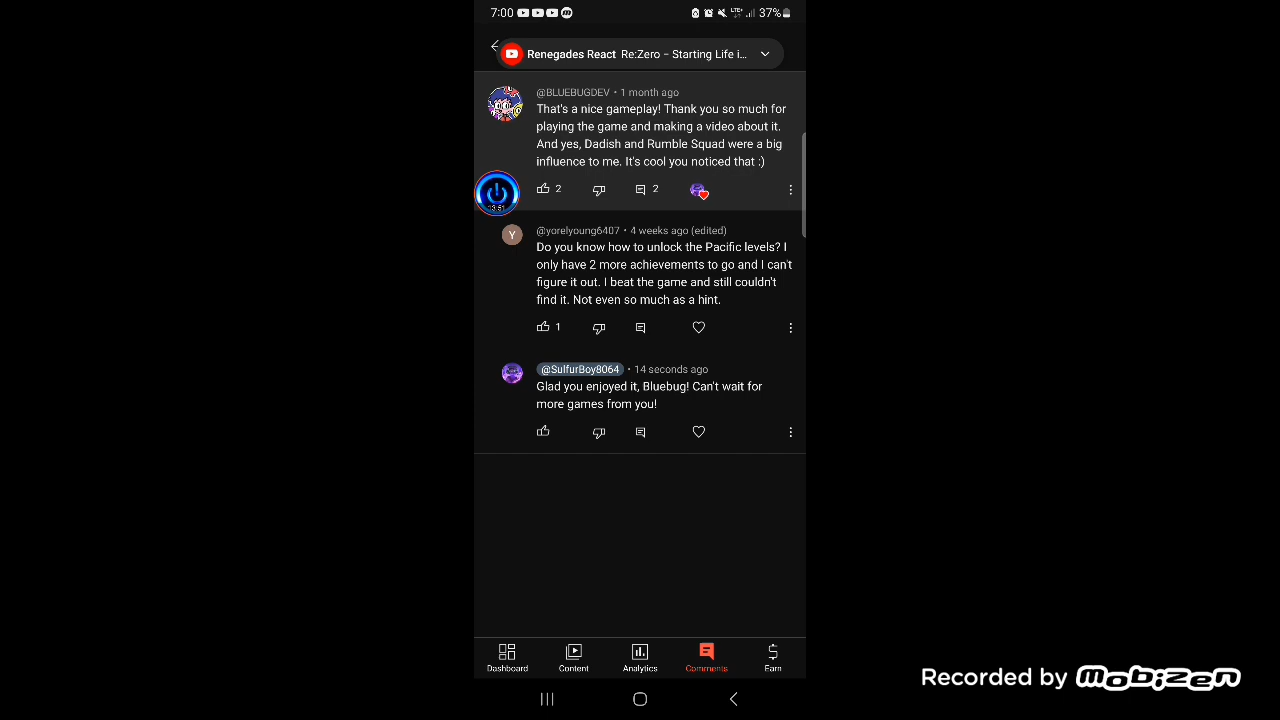 7:00 LTE+ 37%
Renegades React Re:Zero - Starting Life i...
@BLUEBUGDEV • 1 month ago
That's a nice gameplay! Thank you so much for
playing the game and making a video about it.
And yes, Dadish and Rumble Squad were a big
influence to me. It's cool you noticed that :)
2 2
13:51
Y
@yorelyoung6407 • 4 weeks ago (edited)
Do you know how to unlock the Pacific levels? I
only have 2 more achievements to go and I can't
figure it out. I beat the game and still couldn't
find it. Not even so much as a hint.
1
@SulfurBoy8064 • 14 seconds ago
Glad you enjoyed it, Bluebug! Can't wait for
more games from you!
Dashboard Content Analytics Comments Earn
Recorded by mobizen